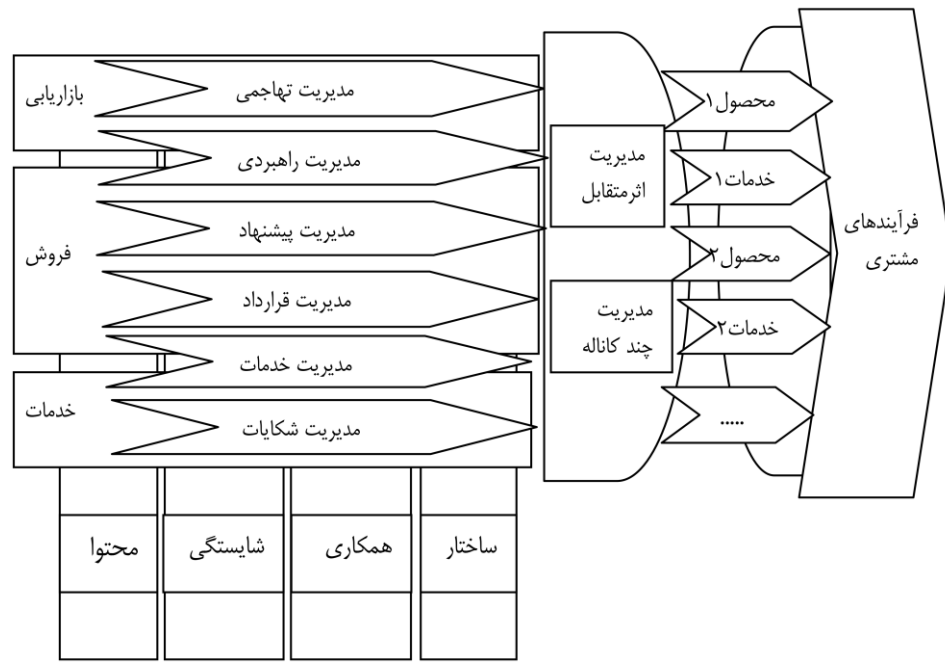 بازاریابی
مدیریت تهاجمی
مدیریت راهبردی
فروش
مدیریت پیشنهاد
مدیریت قرارداد
مدیریت خدمات
خدمات
مدیریت شکایات
مدیریت
اثرمتقابل
مدیریت
چند کاناله
محصول۱
خدمات۱
محصول۲
خدمات۲
.....
فرآیندهای
مشتری
ساختار
همکاری
شایستگی
محتوا